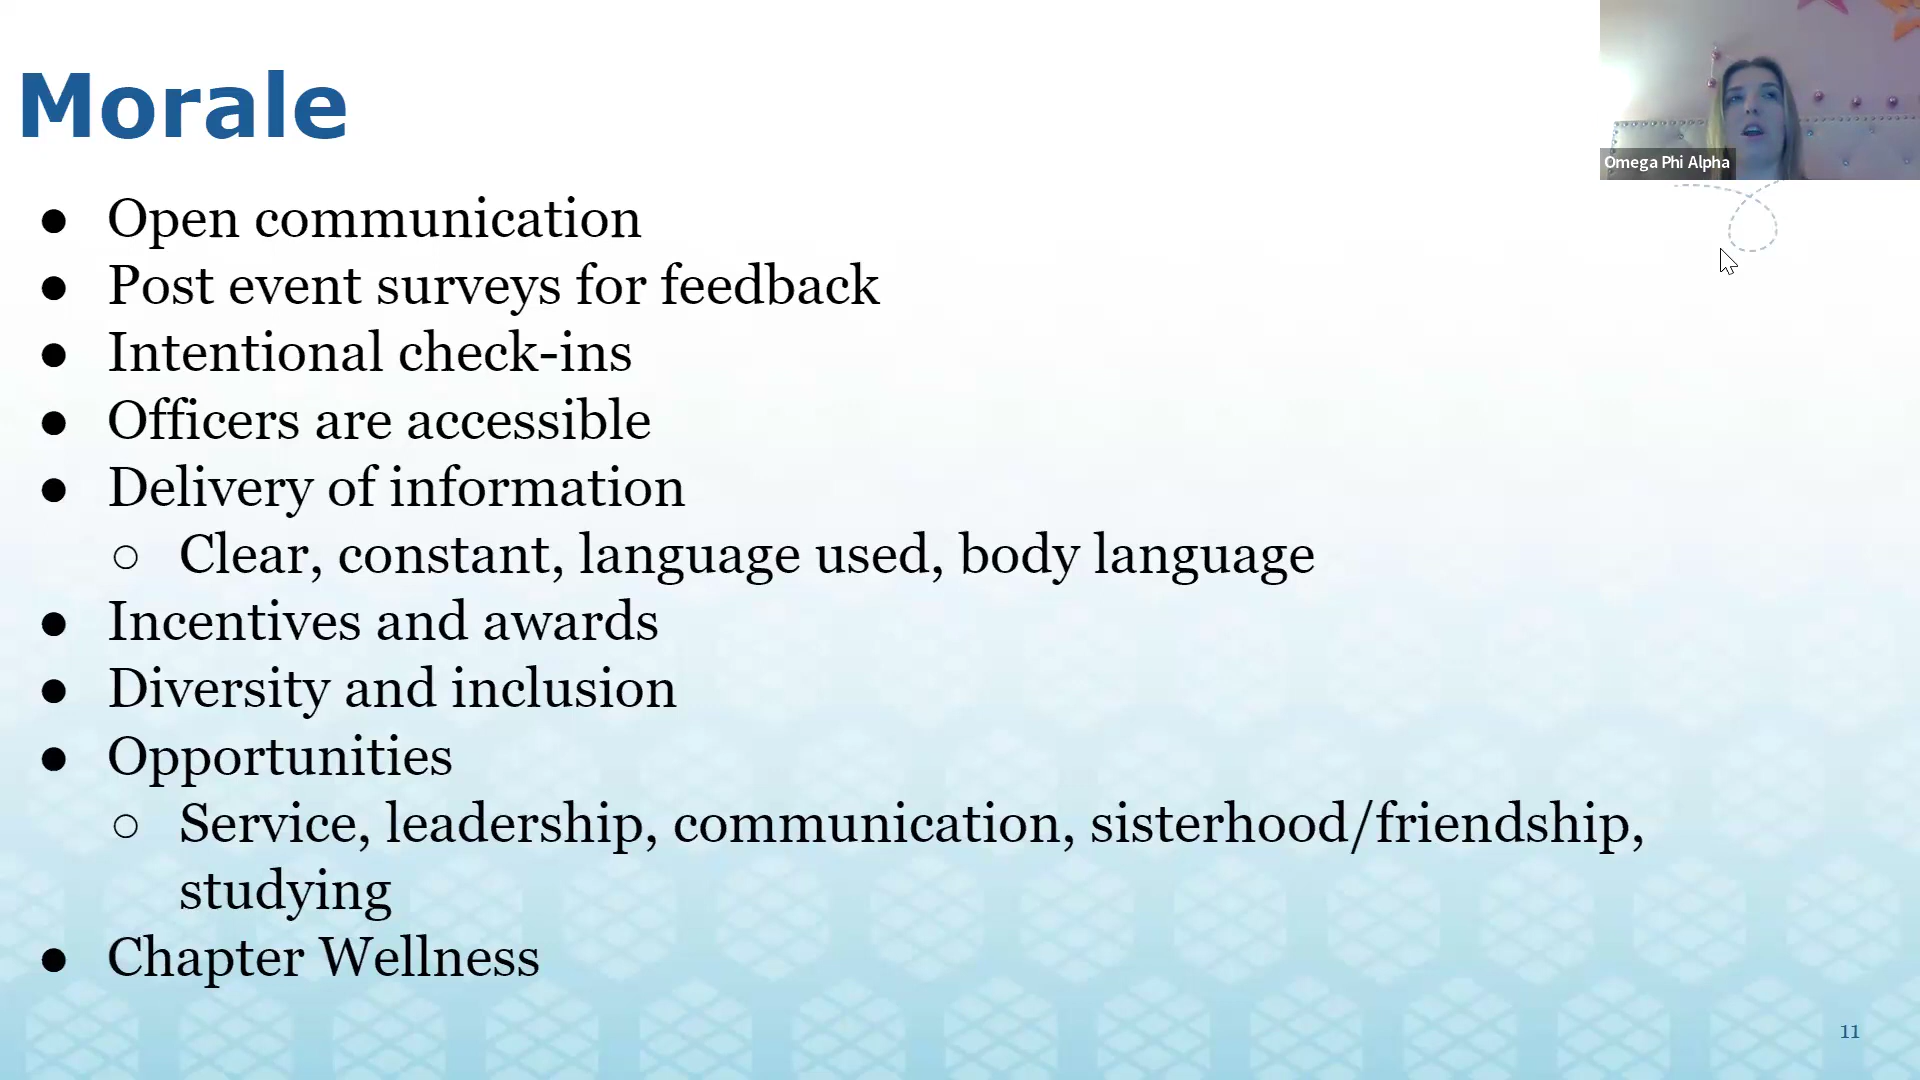 Morale
Omega Phi Alpha
● Open communication
● Post event surveys for feedback
● Intentional check-ins
● Officers are accessible
● Delivery of information
○ Clear, constant, language used, body language
● Incentives and awards
● Diversity and inclusion
● Opportunities
○ Service, leadership, communication, sisterhood/friendship,
studying
● Chapter Wellness
11